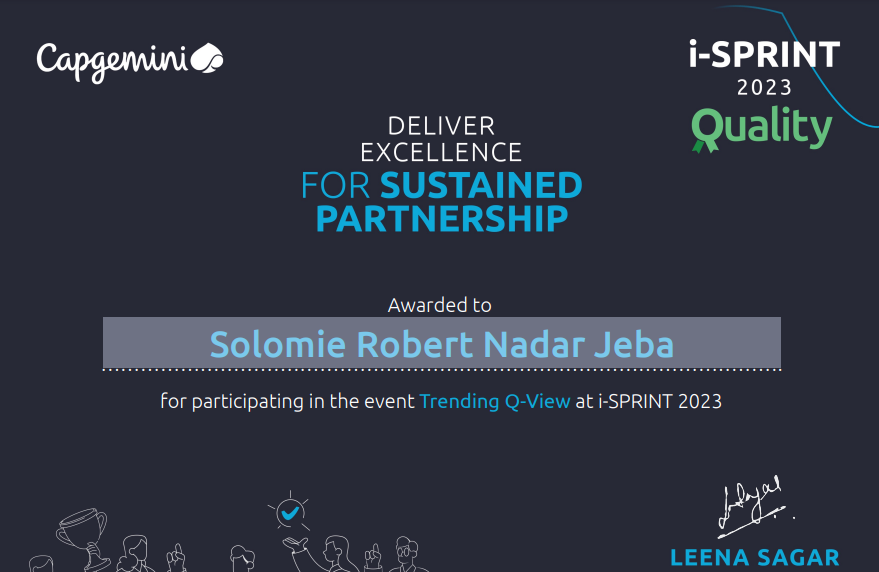 Capgemini
i-SPRINT
2023
Quality
DELIVER
EXCELLENCE
FOR SUSTAINED
PARTNERSHIP
Awarded to
Solomie Robert Nadar Jeba
for participating in the event Trending Q-View at i-SPRINT 2023
LEENA SAGAR